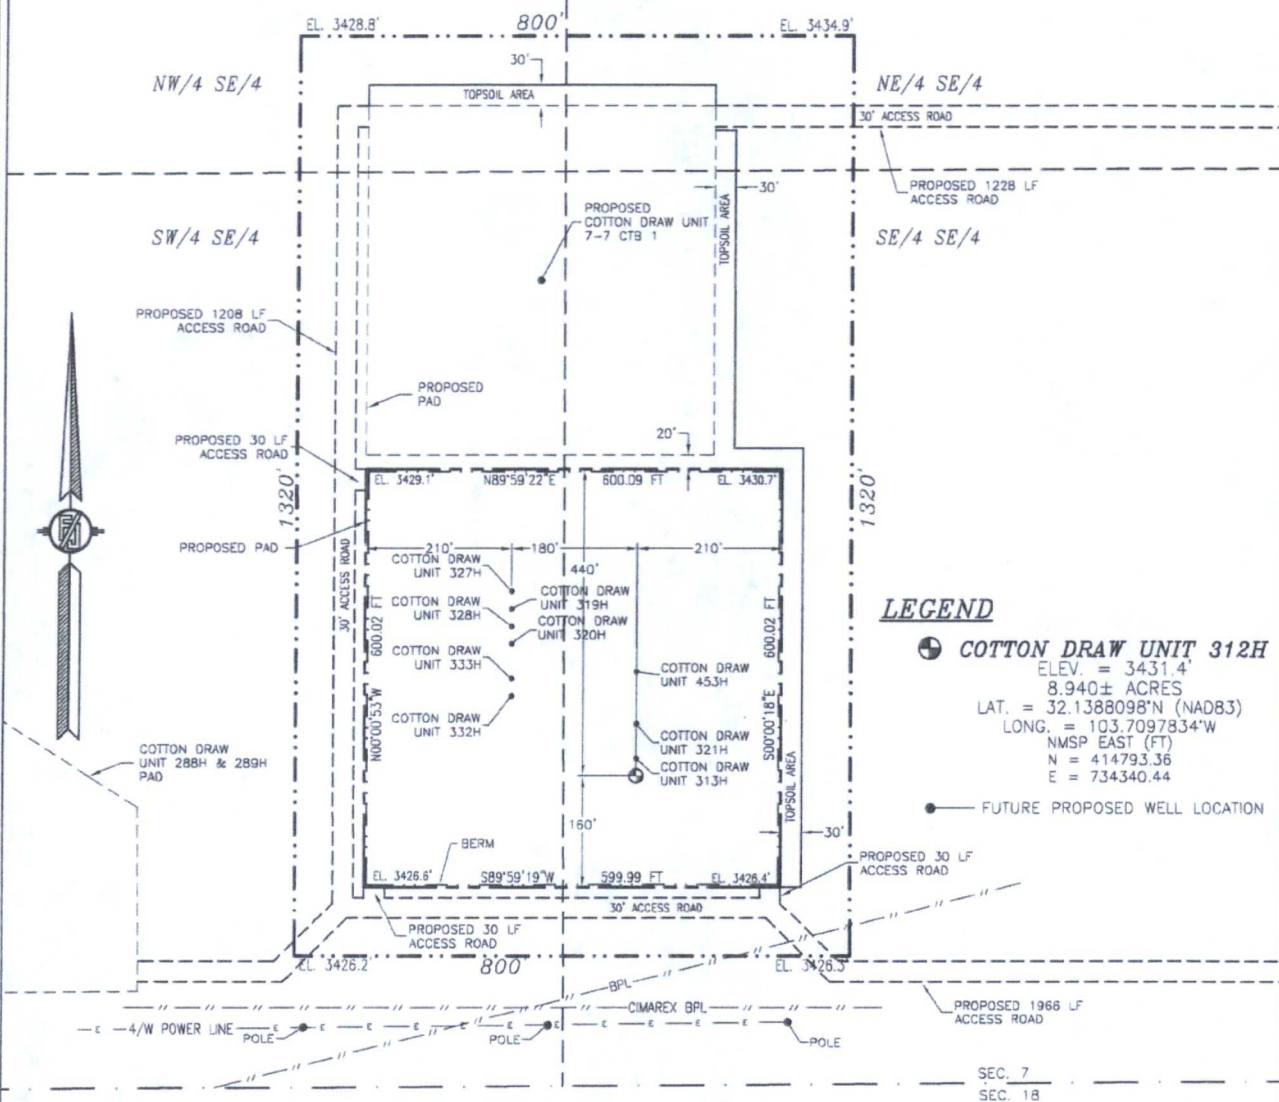 EL. 3428.8'
800'
EL. 3434.9'
NW/4 SE/4
30'
TOPSOIL AREA
NE/4 SE/4
30' ACCESS ROAD
PROPOSED 1228 LF
ACCESS ROAD
30'
TOPSOIL AREA
PROPOSED
COTTON DRAW UNIT
7-7 CTB 1
SW/4 SE/4
SE/4 SE/4
PROPOSED 1208 LF
ACCESS ROAD
PROPOSED
PAD
PROPOSED 30 LF
ACCESS ROAD
20'
EL. 3429.1'
N89°59'22"E
600.09 FT
EL. 3430.7'
1320'
1320'
PROPOSED PAD
30' ACCESS ROAD
210'
180'
210'
440'
COTTON DRAW
UNIT 327H
COTTON DRAW
UNIT 319H
COTTON DRAW
UNIT 328H
COTTON DRAW
UNIT 320H
COTTON DRAW
UNIT 333H
COTTON DRAW
UNIT 332H
COTTON DRAW
UNIT 453H
COTTON DRAW
UNIT 321H
COTTON DRAW
UNIT 313H
600.02 FT
N00°00'53"W
600.02 FT
S00°00'18"E
TOPSOIL AREA
LEGEND
COTTON DRAW UNIT 312H
ELEV. = 3431.4'
8.940± ACRES
LAT. = 32.1388098°N (NAD83)
LONG. = 103.7097834°W
NMSP EAST (FT)
N = 414793.36
E = 734340.44
FUTURE PROPOSED WELL LOCATION
COTTON DRAW
UNIT 288H & 289H
PAD
160'
30'
BERM
PROPOSED 30 LF
ACCESS ROAD
EL. 3426.6'
S89°59'19"W
599.99 FT
EL. 3426.4'
30' ACCESS ROAD
PROPOSED 30 LF
ACCESS ROAD
EL. 3426.2'
800'
EL. 3426.3'
BPL
CIMAREX BPL
PROPOSED 1966 LF
ACCESS ROAD
E
4/W POWER LINE
E E E E E E E E E
POLE
POLE
POLE
SEC. 7
SEC. 18